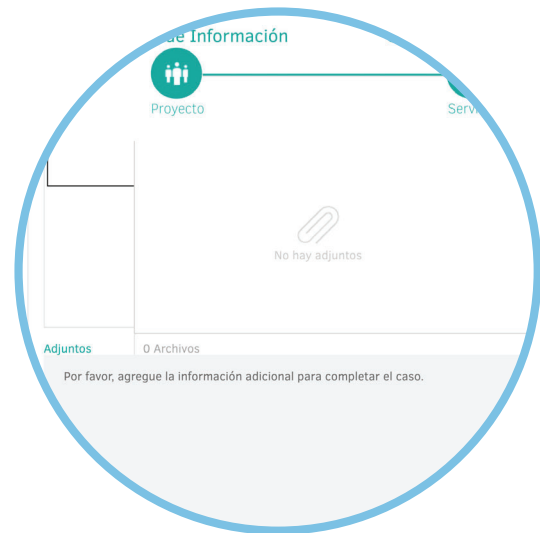 de Información
Proyecto
No hay adjuntos
Adjuntos
0 Archivos
Por favor, agregue la información adicional para completar el caso.